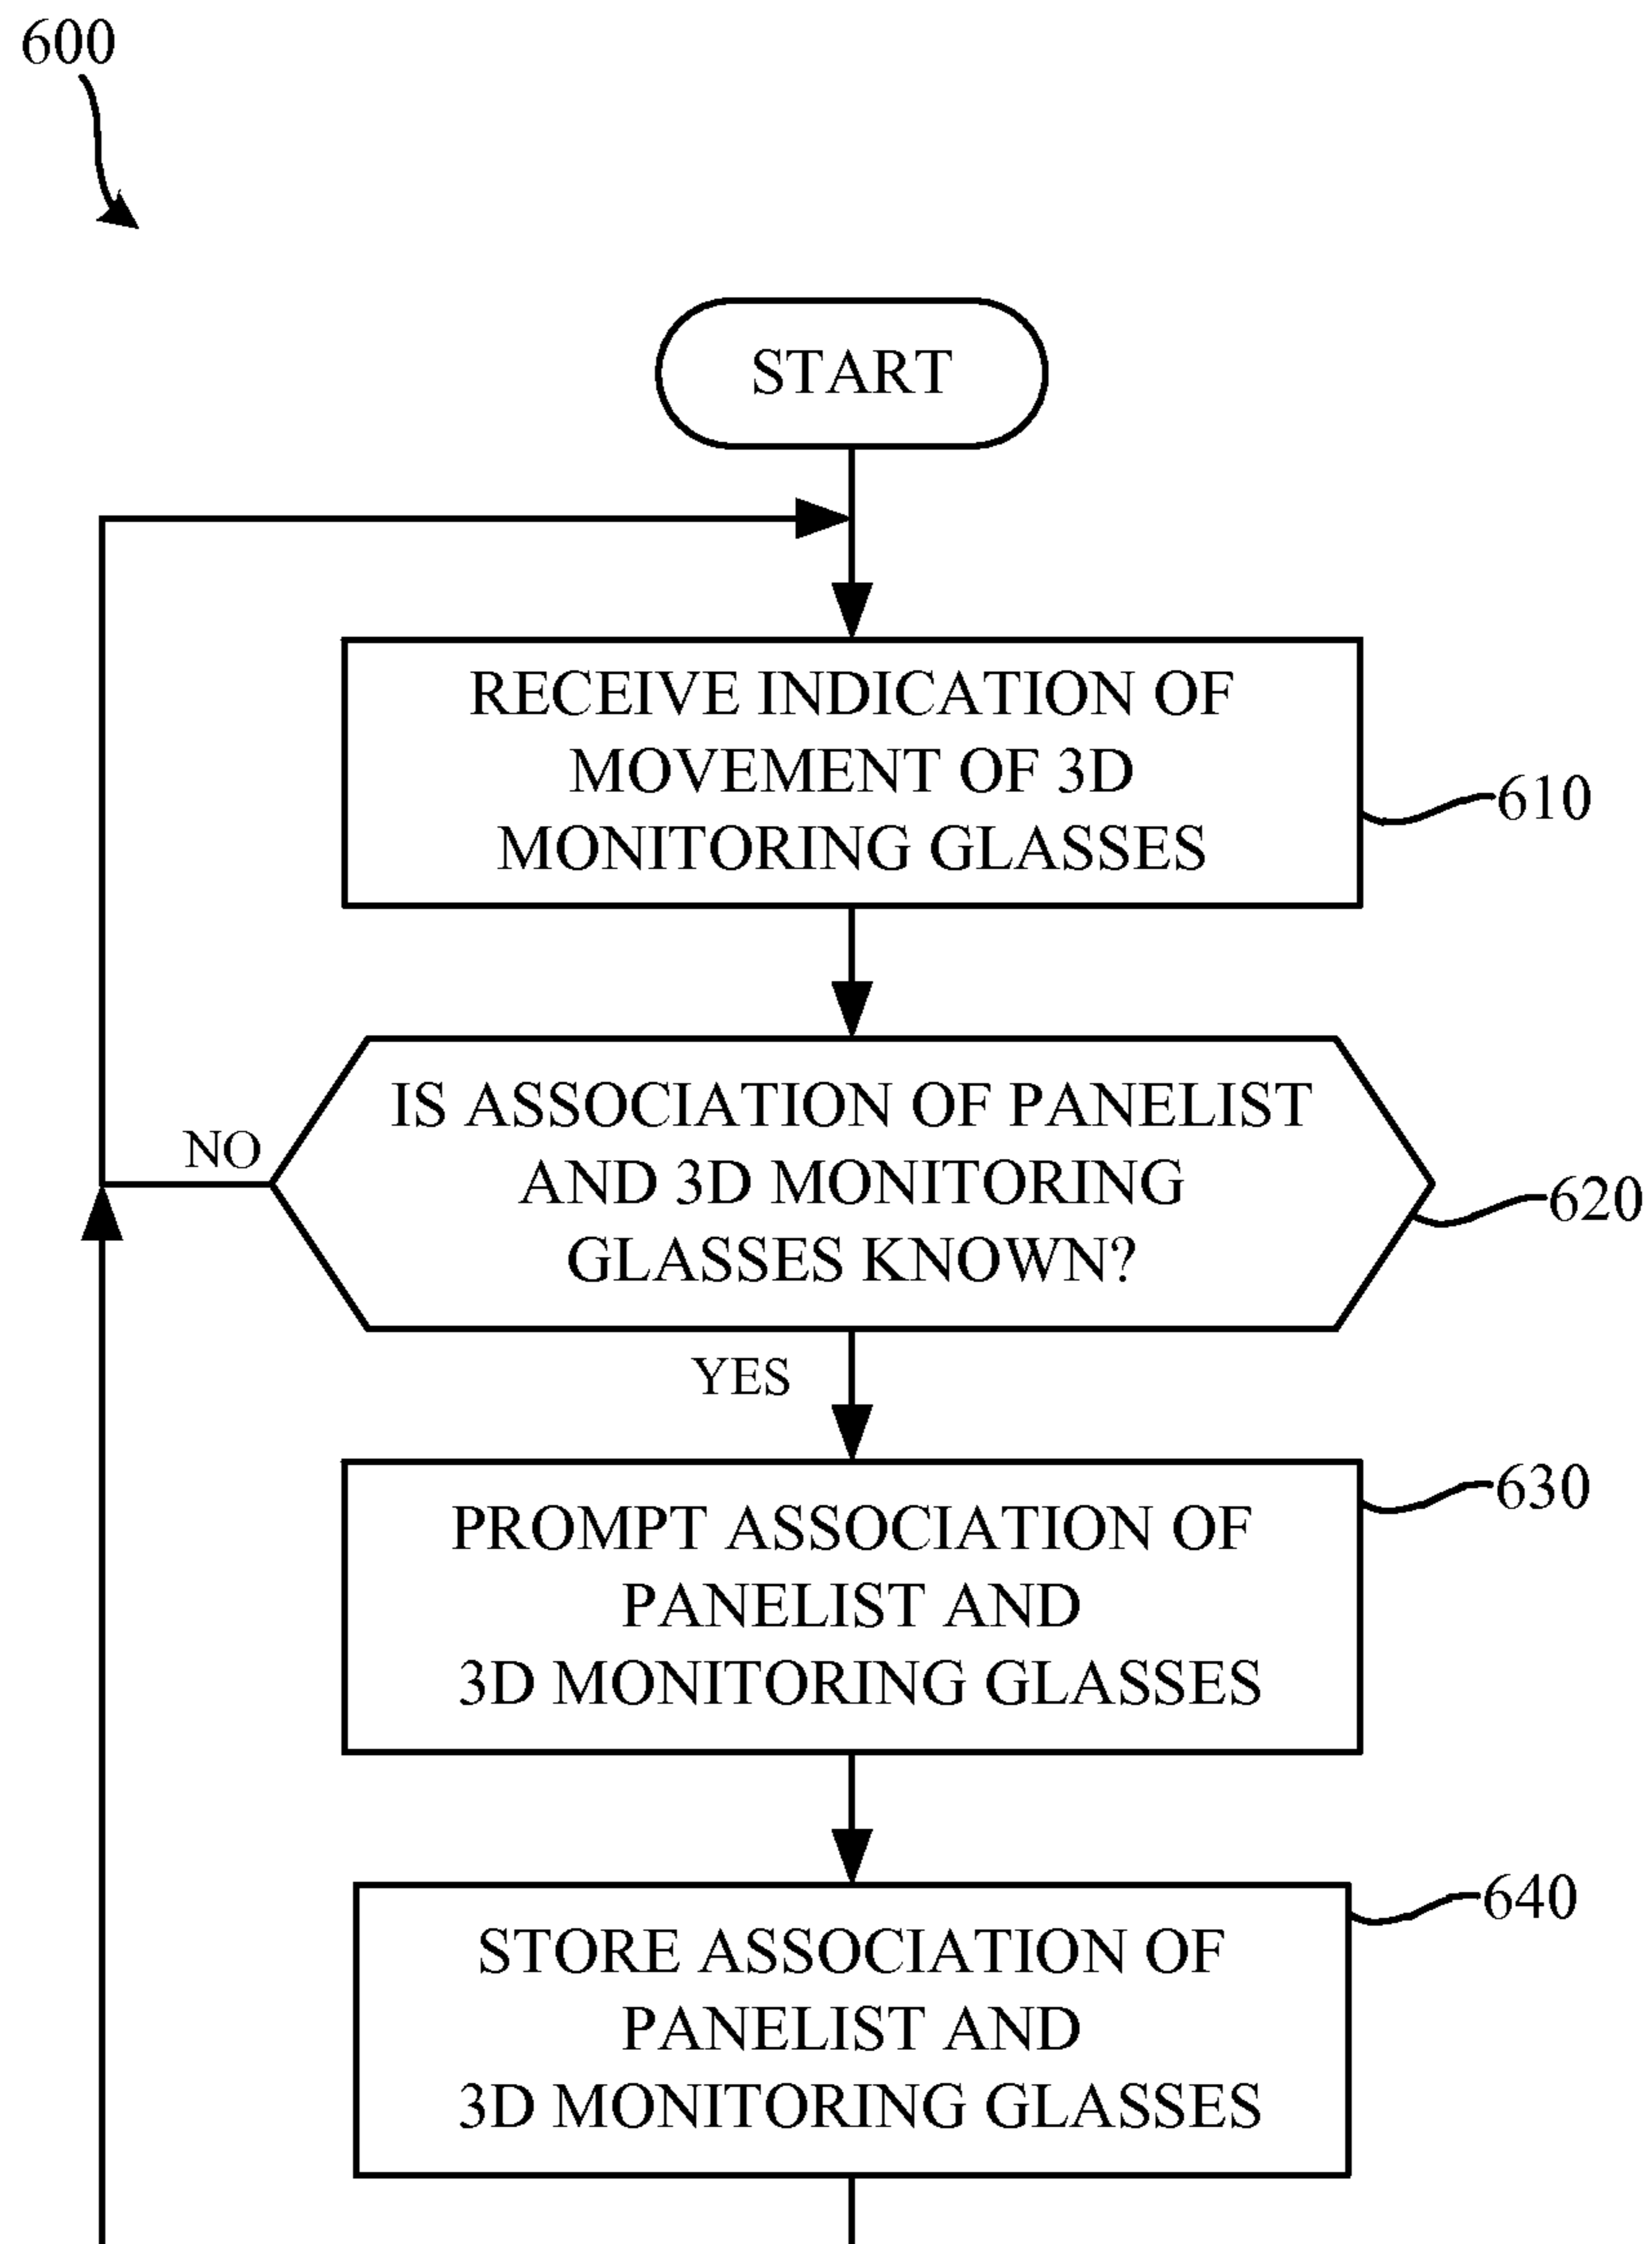 600
START
RECEIVE INDICATION OF
MOVEMENT OF 3D
MONITORING GLASSES
610
IS ASSOCIATION OF PANELIST
AND 3D MONITORING
GLASSES KNOWN?
620
NO
YES
PROMPT ASSOCIATION OF
PANELIST AND
3D MONITORING GLASSES
630
STORE ASSOCIATION OF
PANELIST AND
3D MONITORING GLASSES
640